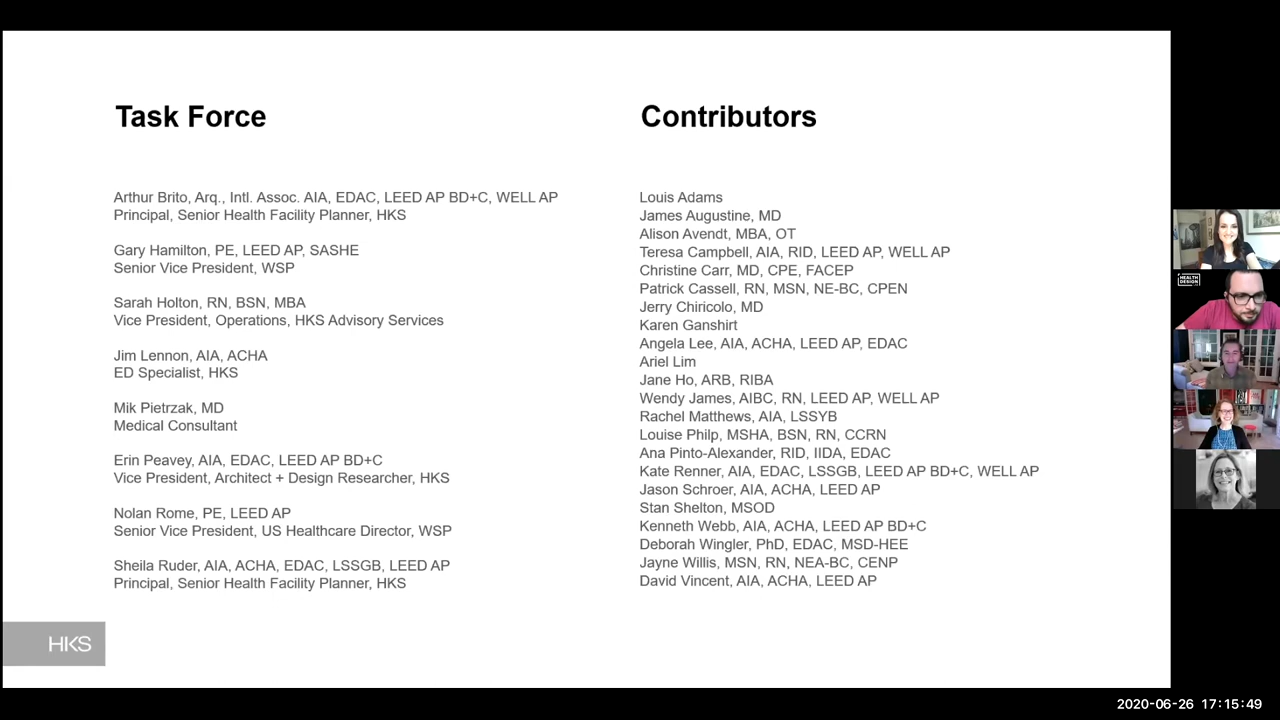 Task Force
Arthur Brito, Arq., Intl. Assoc. AIA, EDAC, LEED AP BD+C, WELL AP
Principal, Senior Health Facility Planner, HKS
Gary Hamilton, PE, LEED AP, SASHE
Senior Vice President, WSP
Sarah Holton, RN, BSN, MBA
Vice President, Operations, HKS Advisory Services
Jim Lennon, AIA, ACHA
ED Specialist, HKS
Mik Pietrzak, MD
Medical Consultant
Erin Peavey, AIA, EDAC, LEED AP BD+C
Vice President, Architect + Design Researcher, HKS
Nolan Rome, PE, LEED AP
Senior Vice President, US Healthcare Director, WSP
Sheila Ruder, AIA, ACHA, EDAC, LSSGB, LEED AP
Principal, Senior Health Facility Planner, HKS
Contributors
Louis Adams
James Augustine, MD
Alison Avendt, MBA, OT
Teresa Campbell, AIA, RID, LEED AP, WELL AP
Christine Carr, MD, CPE, FACEP
Patrick Cassell, RN, MSN, NE-BC, CPEN
Jerry Chiricolo, MD
Karen Ganshirt
Angela Lee, AIA, ACHA, LEED AP, EDAC
Ariel Lim
Jane Ho, ARB, RIBA
Wendy James, AIBC, RN, LEED AP, WELL AP
Rachel Matthews, AIA, LSSYB
Louise Philp, MSHA, BSN, RN, CCRN
Ana Pinto-Alexander, RID, IIDA, EDAC
Kate Renner, AIA, EDAC, LSSGB, LEED AP BD+C, WELL AP
Jason Schroer, AIA, ACHA, LEED AP
Stan Shelton, MSOD
Kenneth Webb, AIA, ACHA, LEED AP BD+C
Deborah Wingler, PhD, EDAC, MSD-HEE
Jayne Willis, MSN, RN, NEA-BC, CENP
David Vincent, AIA, ACHA, LEED AP
HKS
HEALTH
DESIGN
2020-06-26 17:15:49